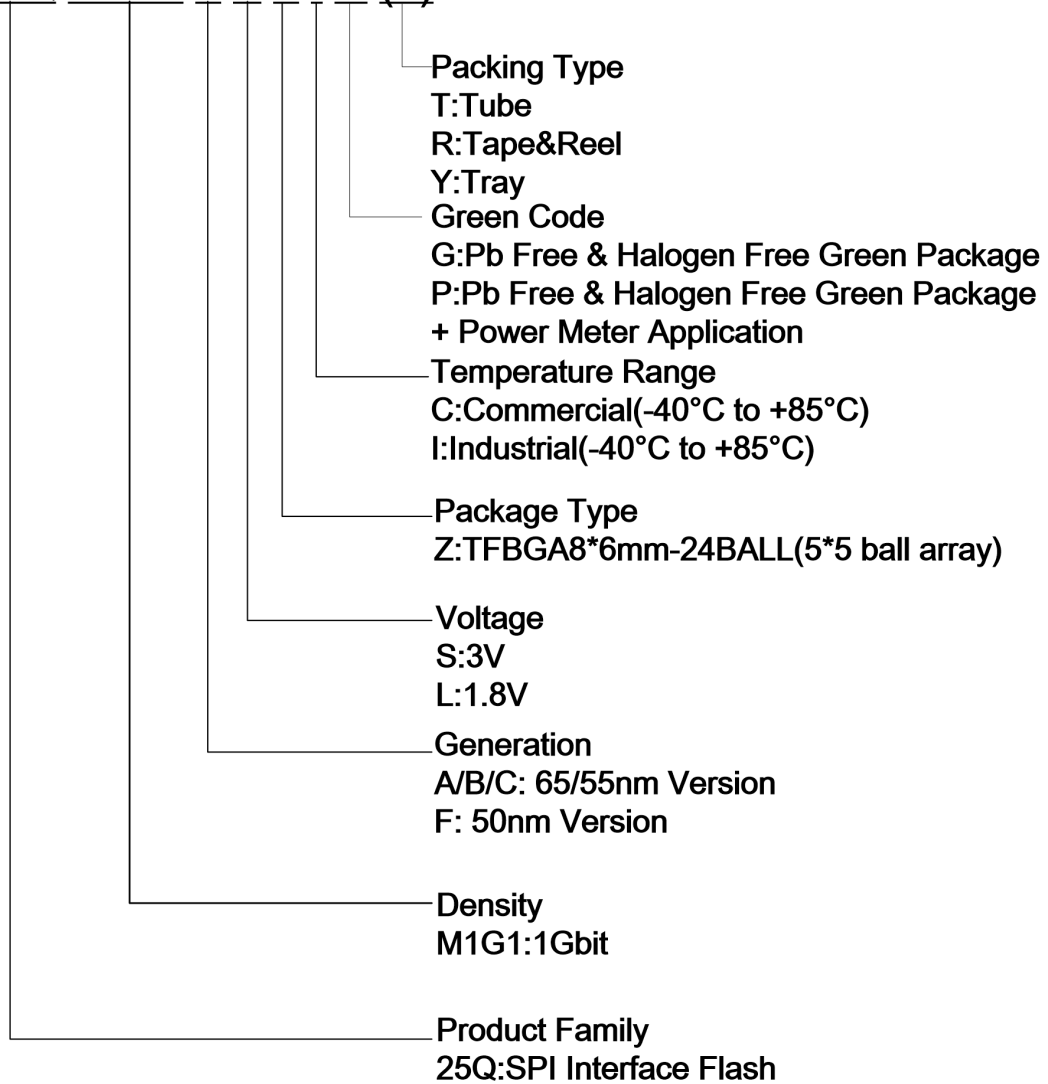 Packing Type
T:Tube
R:Tape&Reel
Y:Tray
Green Code
G:Pb Free & Halogen Free Green Package
P:Pb Free & Halogen Free Green Package
+ Power Meter Application
Temperature Range
C:Commercial(-40°C to +85°C)
I:Industrial(-40°C to +85°C)
Package Type
Z:TFBGA8*6mm-24BALL(5*5 ball array)
Voltage
S:3V
L:1.8V
Generation
A/B/C: 65/55nm Version
F: 50nm Version
Density
M1G1:1Gbit
Product Family
25Q:SPI Interface Flash